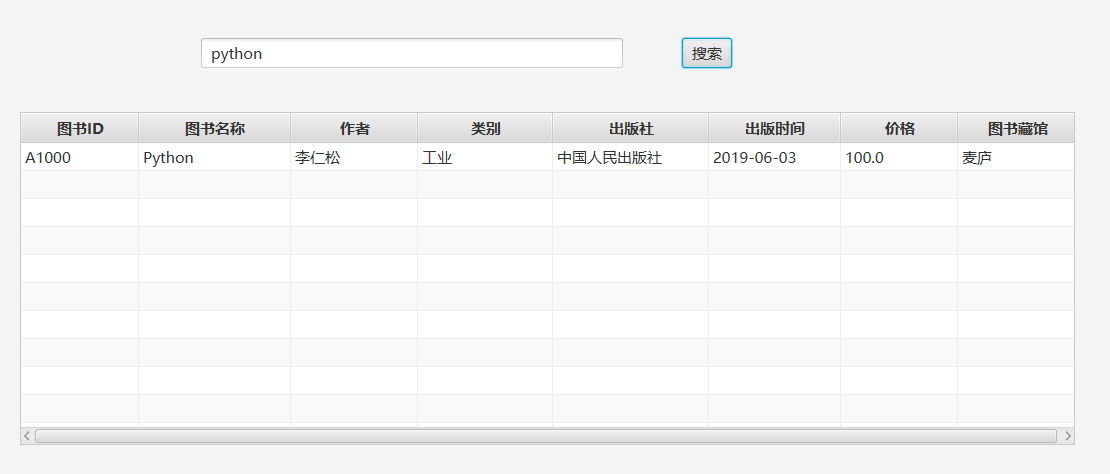 python
搜索
图书ID 图书名称 作者 类别 出版社 出版时间 价格 图书藏馆
A1000 Python 李仁松 工业 中国人民出版社 2019-06-03 100.0 麦庐